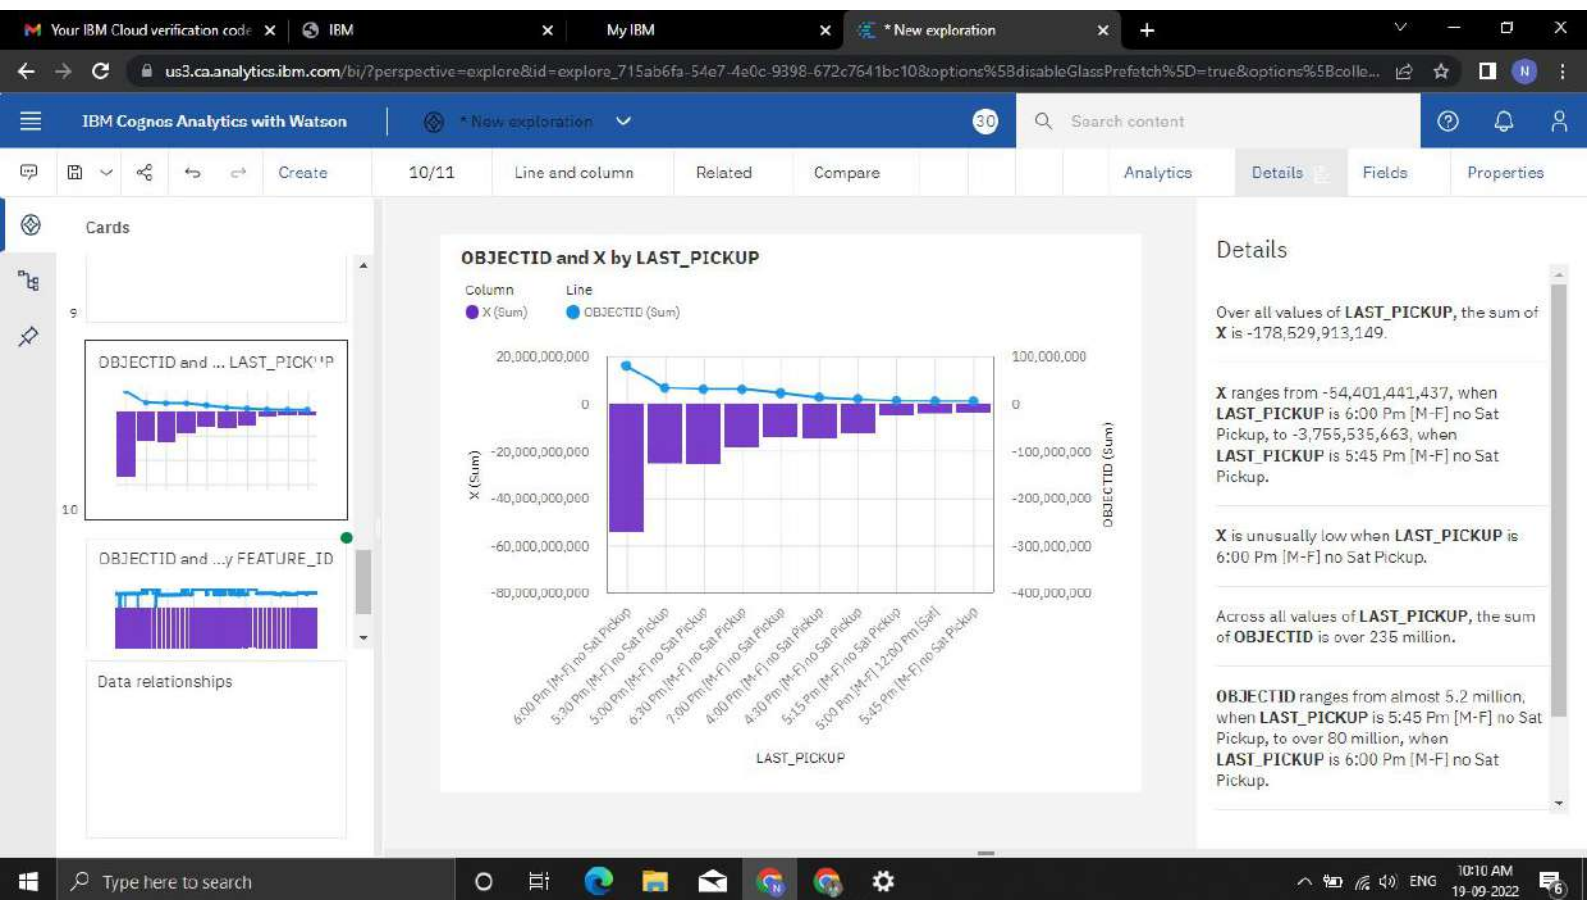 Your IBM Cloud verification code
IBM
My IBM
* New exploration
us3.ca.analytics.ibm.com/bi/?perspective=explore&id=explore_715ab6fa-54e7-4e0c-9398-672c7641bc10&options%5BdisableGlassPrefetch%5D=true&options%5Bcolle...
N
IBM Cognos Analytics with Watson
* New exploration
30
Search content
Create
10/11
Line and column
Related
Compare
Analytics
Details
Fields
Properties
Cards
9
OBJECTID and ... LAST_PICK
10
OBJECTID and ...y FEATURE_ID
Data relationships
OBJECTID and X by LAST_PICKUP
Column Line
X (Sum) OBJECTID (Sum)
20,000,000,000
0
-20,000,000,000
-40,000,000,000
-60,000,000,000
-80,000,000,000
X (Sum)
100,000,000
0
-100,000,000
-200,000,000
-300,000,000
-400,000,000
OBJECTID (Sum)
6:00 Pm [M-F] no Sat Pickup
5:30 Pm [M-F] no Sat Pickup
5:00 Pm [M-F] no Sat Pickup
6:30 Pm [M-F] no Sat Pickup
7:00 Pm [M-F] no Sat Pickup
4:00 Pm [M-F] no Sat Pickup
4:30 Pm [M-F] no Sat Pickup
5:15 Pm [M-F] no Sat Pickup
5:00 Pm [M-F] 12:00 Pm [Sat]
5:45 Pm [M-F] no Sat Pickup
LAST_PICKUP
Details
Over all values of LAST_PICKUP, the sum of
X is -178,529,913,149.
X ranges from -54,401,441,437, when
LAST_PICKUP is 6:00 Pm [M-F] no Sat
Pickup, to -3,755,535,663, when
LAST_PICKUP is 5:45 Pm [M-F] no Sat
Pickup.
X is unusually low when LAST_PICKUP is
6:00 Pm [M-F] no Sat Pickup.
Across all values of LAST_PICKUP, the sum
of OBJECTID is over 235 million.
OBJECTID ranges from almost 5.2 million,
when LAST_PICKUP is 5:45 Pm [M-F] no Sat
Pickup, to over 80 million, when
LAST_PICKUP is 6:00 Pm [M-F] no Sat
Pickup.
Type here to search
N
ENG
10:10 AM
19-09-2022
6